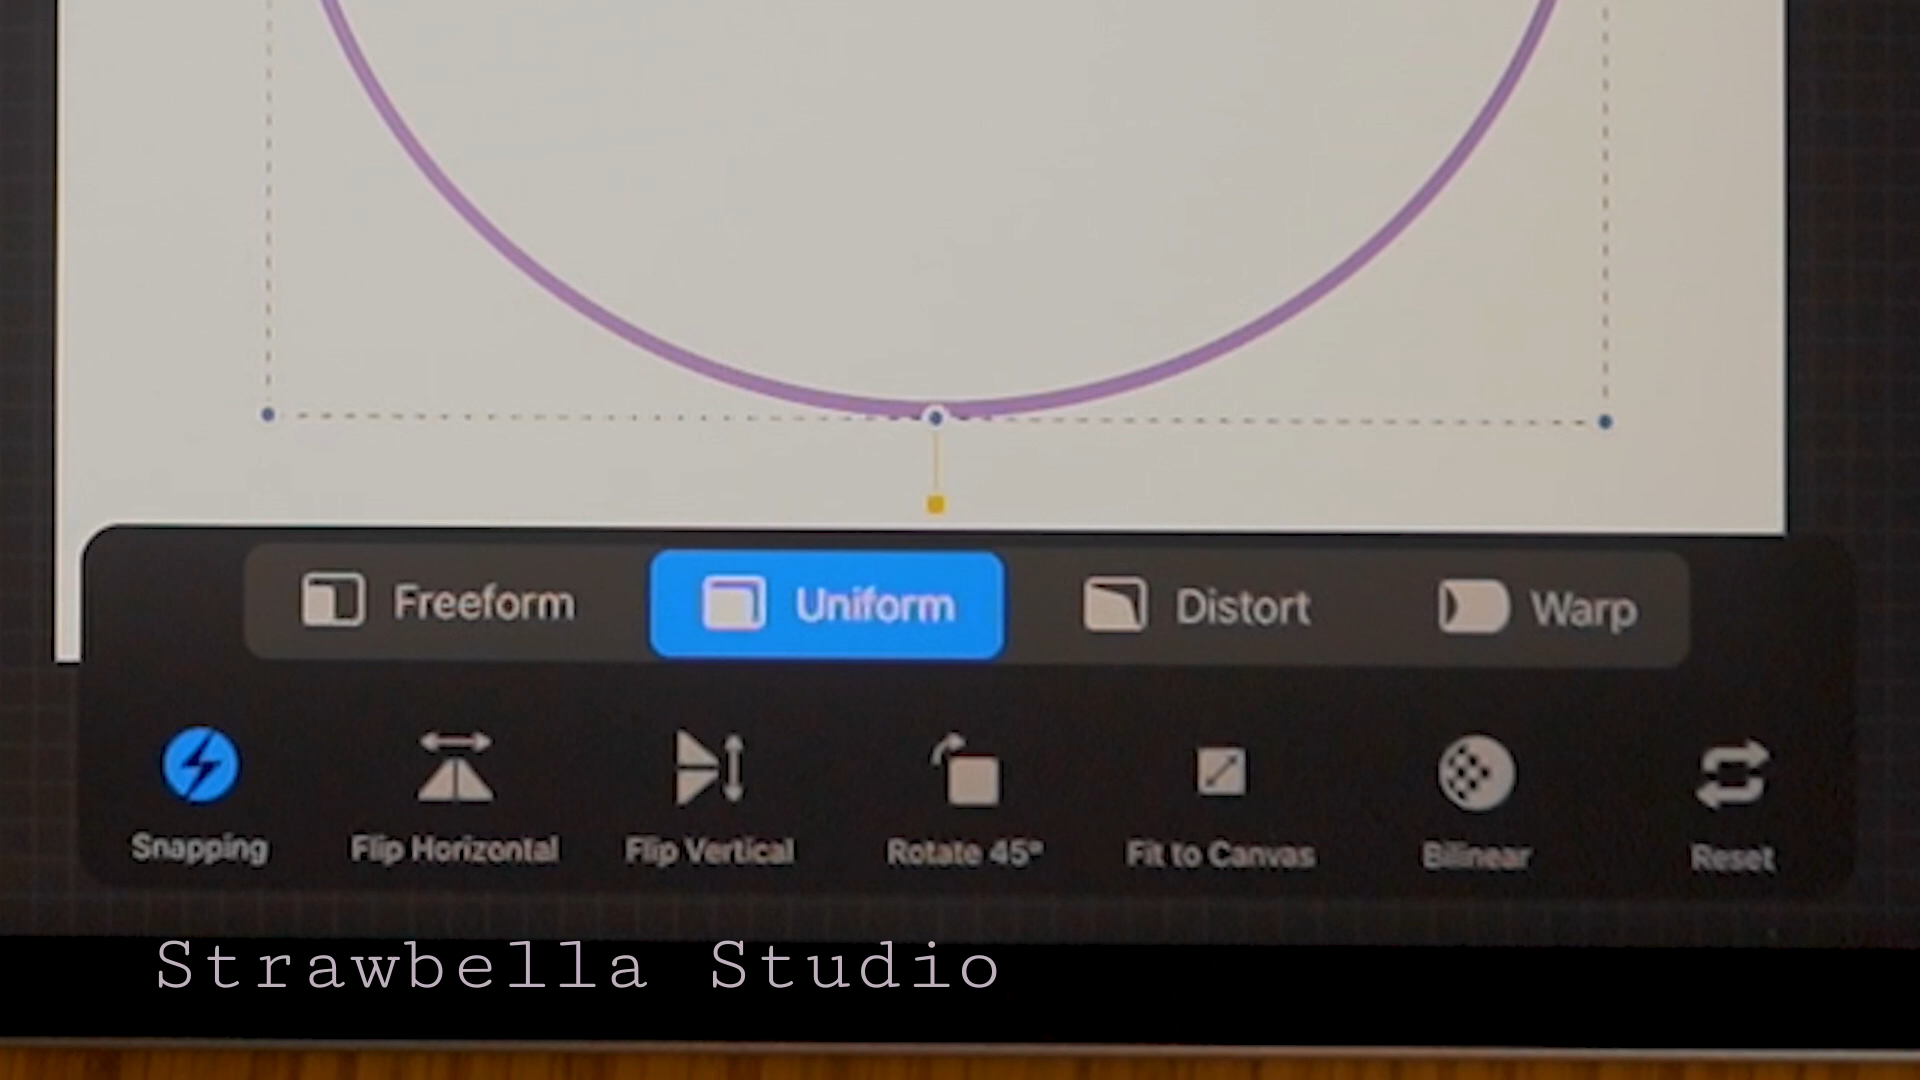 Freeform Uniform Distort Warp
Snapping Flip Horizontal Flip Vertical Rotate 45° Fit to Canvas Bilinear Reset
Strawbella Studio